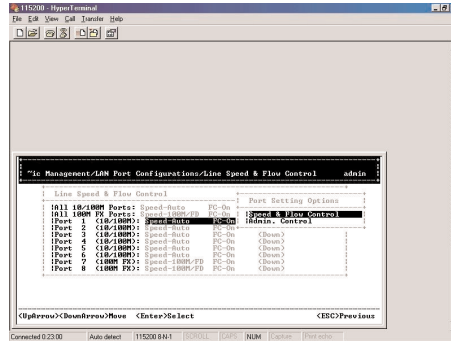 115200 - HyperTerminal
File Edit View Call Transfer Help
~ic Management/LAN Port Configurations/Line Speed & Flow Control admin
Line Speed & Flow Control
Port Setting Options
All 10/100M Ports: Speed-Auto FC-On
All 100M FX Ports: Speed-100M/FD FC-On Speed & Flow Control
Port 1 (10/100M): Speed-Auto FC-On Admin. Control
Port 2 (10/100M): Speed-Auto FC-On
Port 3 (10/100M): Speed-Auto FC-On (Down)
Port 4 (10/100M): Speed-Auto FC-On (Down)
Port 5 (10/100M): Speed-Auto FC-On (Down)
Port 6 (10/100M): Speed-Auto FC-On (Down)
Port 7 (100M FX): Speed-100M/FD FC-On (Down)
Port 8 (100M FX): Speed-100M/FD FC-On (Down)
<UpArrow><DownArrow>Move <Enter>Select <ESC>Previous
Connected 0:23:00 Auto detect 115200 8-N-1 SCROLL CAPS NUM Capture Print echo